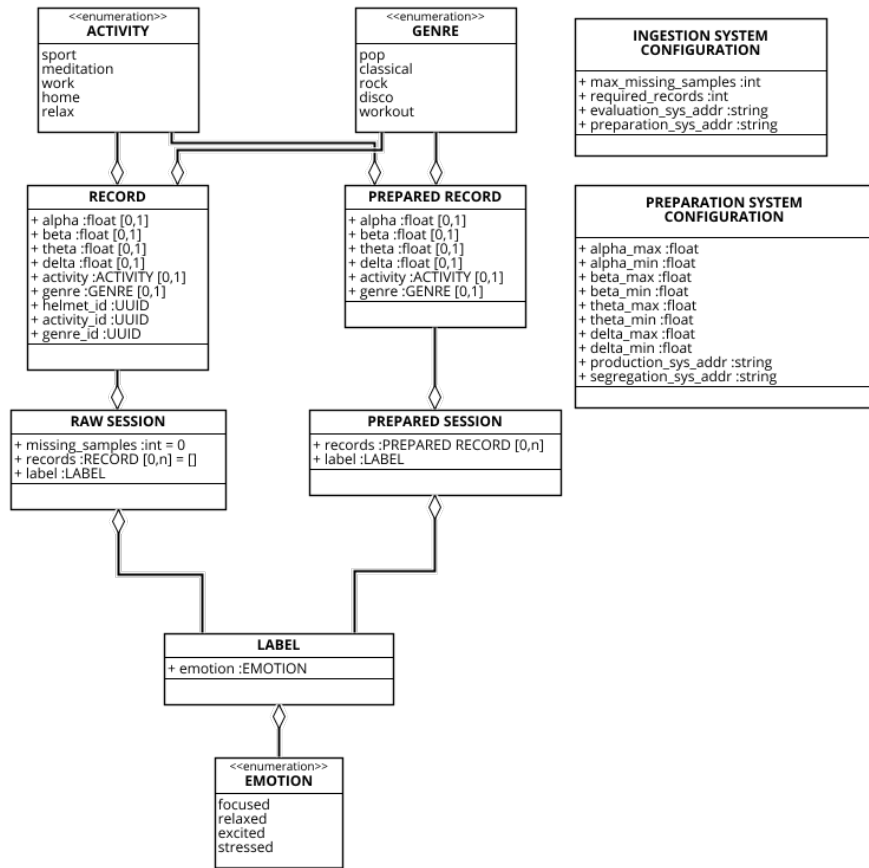 <<enumeration>>
ACTIVITY
sport
meditation
work
home
relax
<<enumeration>>
GENRE
pop
classical
rock
disco
workout
INGESTION SYSTEM
CONFIGURATION
+ max_missing_samples :int
+ required_records :int
+ evaluation_sys_addr :string
+ preparation_sys_addr :string
RECORD
+ alpha :float [0,1]
+ beta :float [0,1]
+ theta :float [0,1]
+ delta :float [0,1]
+ activity :ACTIVITY [0,1]
+ genre :GENRE [0,1]
+ helmet_id :UUID
+ activity_id :UUID
+ genre_id :UUID
PREPARED RECORD
+ alpha :float [0,1]
+ beta :float [0,1]
+ theta :float [0,1]
+ delta :float [0,1]
+ activity :ACTIVITY [0,1]
+ genre :GENRE [0,1]
PREPARATION SYSTEM
CONFIGURATION
+ alpha_max :float
+ alpha_min :float
+ beta_max :float
+ beta_min :float
+ theta_max :float
+ theta_min :float
+ delta_max :float
+ delta_min :float
+ production_sys_addr :string
+ segregation_sys_addr :string
RAW SESSION
+ missing_samples :int = 0
+ records :RECORD [0,n] = []
+ label :LABEL
PREPARED SESSION
+ records :PREPARED RECORD [0,n]
+ label :LABEL
LABEL
+ emotion :EMOTION
<<enumeration>>
EMOTION
focused
relaxed
excited
stressed